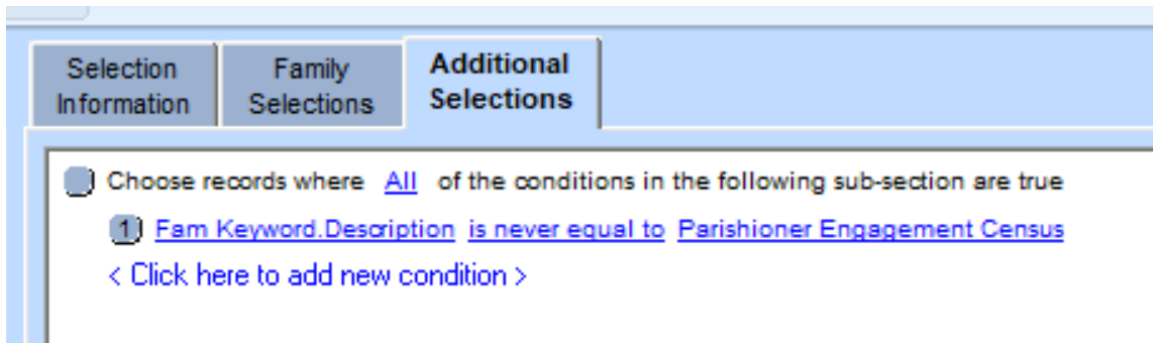 Selection Information
Family Selections
Additional Selections
Choose records where All of the conditions in the following sub-section are true
1 Fam Keyword.Description is never equal to Parishioner Engagement Census
< Click here to add new condition >